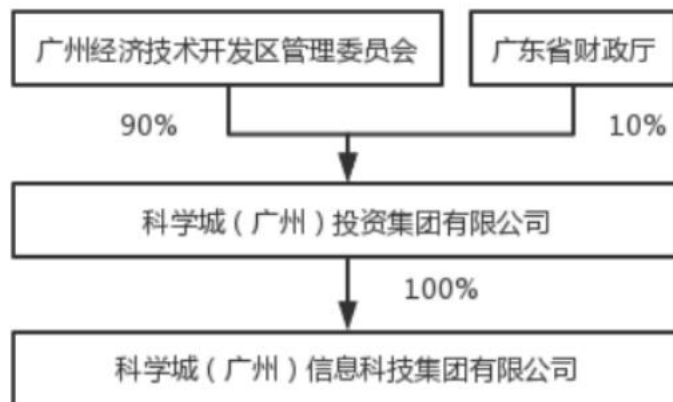 广州经济技术开发区管理委员会
广东省财政厅
90%
10%
科学城（广州）投资集团有限公司
100%
科学城（广州）信息科技集团有限公司